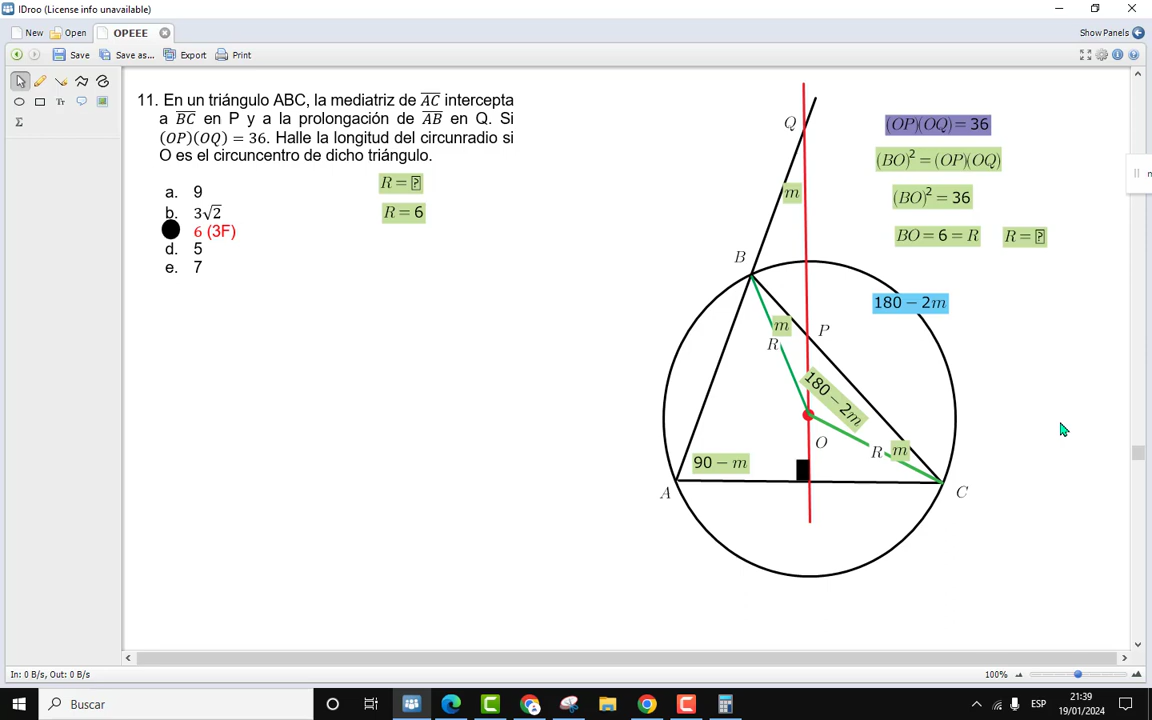 IDroo (License info unavailable)
New
Open
OPEEE
Show Panels
Save
Save as...
Export
Print
Tr
Σ
11. En un triángulo ABC, la mediatriz de AC intercepta
a BC en P y a la prolongación de AB en Q. Si
(OP)(OQ) = 36. Halle la longitud del circunradio si
O es el circuncentro de dicho triángulo.
a. 9
b. 3√2
6 (3F)
d. 5
e. 7
R = ?
R = 6
(OP)(OQ) = 36
(BO)² = (OP)(OQ)
(BO)² = 36
BO = 6 = R
R = ?
Q
m
B
180 − 2m
m
P
R
180 − 2m
O
R
m
90 − m
A
C
In: 0 B/s, Out: 0 B/s
100%
Buscar
ESP
21:39
19/01/2024